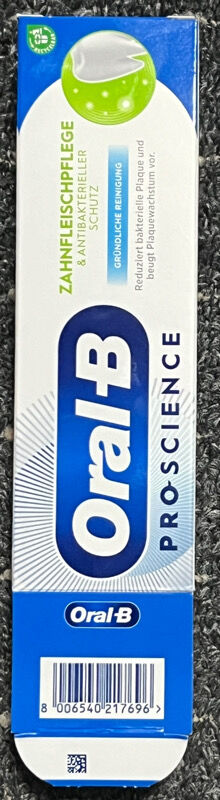 ZAHNFLEISCHPFLEGE
& ANTIBAKTERIELLER
SCHUTZ
GRÜNDLICHE REINIGUNG
Reduziert bakterielle Plaque und
beugt Plaquewachstum vor.
Oral-B
PRO-SCIENCE
Oral-B
8 006540 217696 >